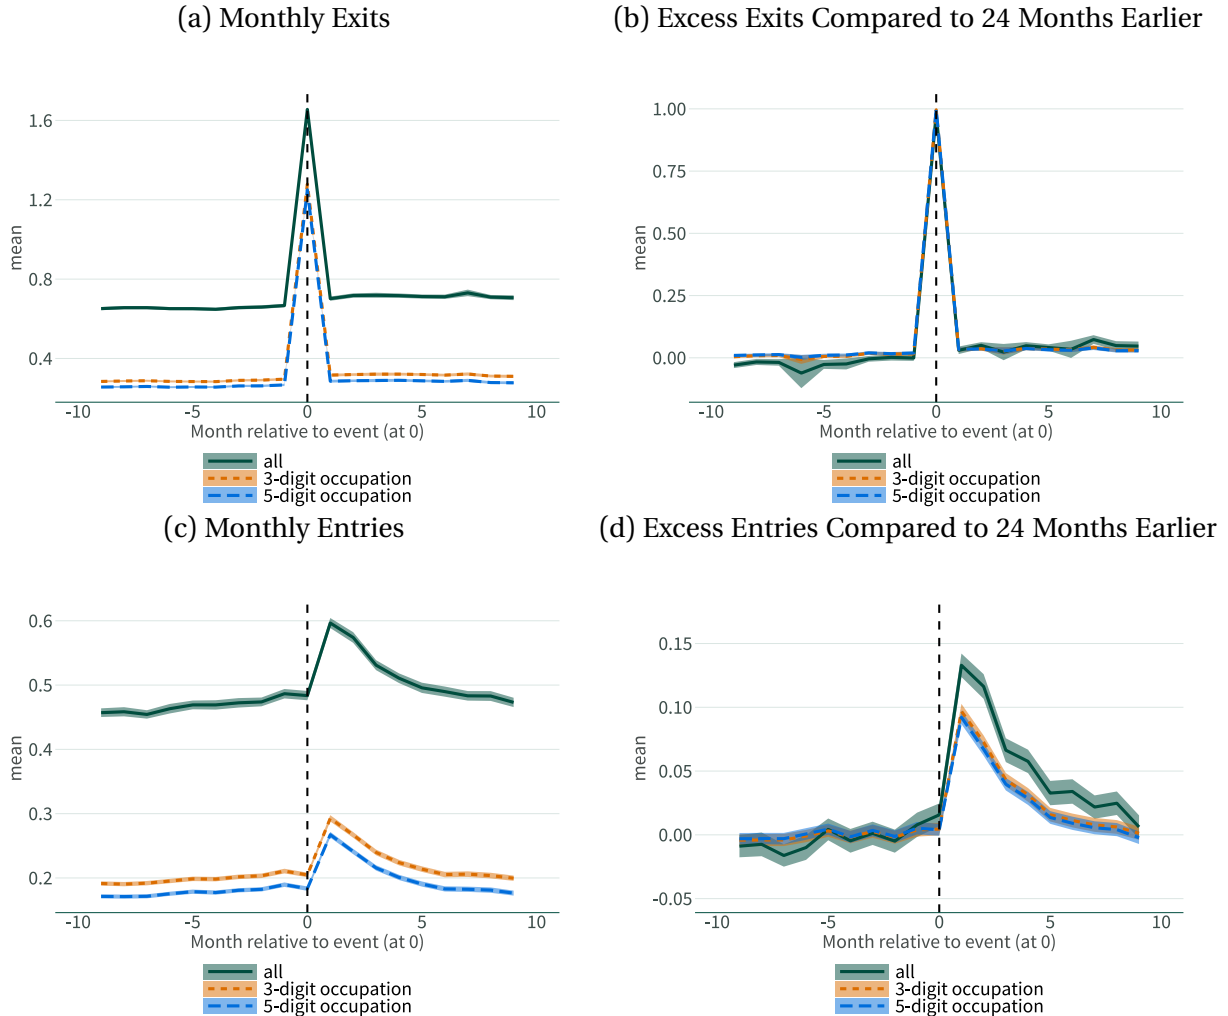 (a) Monthly Exits
mean
1.6
1.2
0.8
0.4
-10 -5 0 5 10
Month relative to event (at 0)
all
3-digit occupation
5-digit occupation
(b) Excess Exits Compared to 24 Months Earlier
mean
1.00
0.75
0.50
0.25
0.00
-10 -5 0 5 10
Month relative to event (at 0)
all
3-digit occupation
5-digit occupation
(c) Monthly Entries
mean
0.6
0.5
0.4
0.3
0.2
-10 -5 0 5 10
Month relative to event (at 0)
all
3-digit occupation
5-digit occupation
(d) Excess Entries Compared to 24 Months Earlier
mean
0.15
0.10
0.05
0.00
-0.05
-10 -5 0 5 10
Month relative to event (at 0)
all
3-digit occupation
5-digit occupation